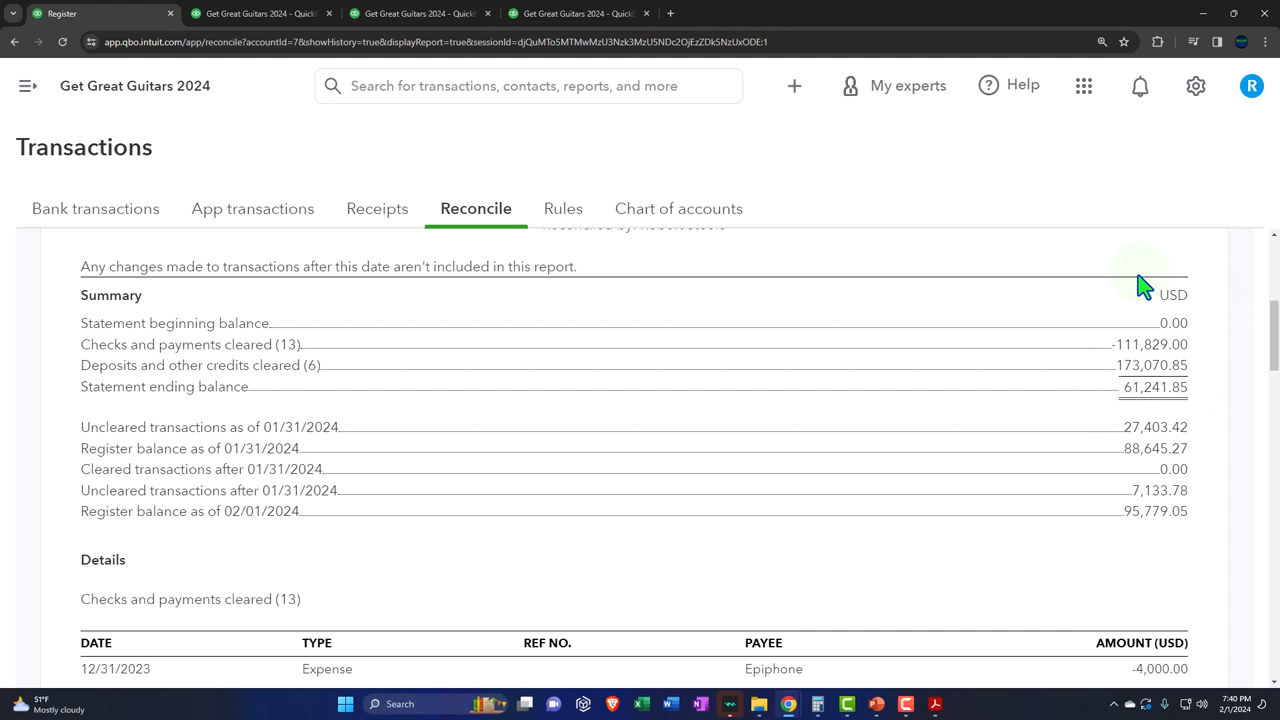 Register
Get Great Guitars 2024 - Quick
Get Great Guitars 2024 - Quick
Get Great Guitars 2024 - Quick
app.qbo.intuit.com/app/reconcile?accountId=7&showHistory=true&displayReport=true&sessionId=djQuMTo5MTMwMzU3Nzk3MzU5NDc2OjEzZDk5NzUxODE:1
Get Great Guitars 2024
Search for transactions, contacts, reports, and more
My experts
Help
R
Transactions
Bank transactions
App transactions
Receipts
Reconcile
Rules
Chart of accounts
Any changes made to transactions after this date aren't included in this report.
Summary USD
Statement beginning balance 0.00
Checks and payments cleared (13) -111,829.00
Deposits and other credits cleared (6) 173,070.85
Statement ending balance 61,241.85
Uncleared transactions as of 01/31/2024 27,403.42
Register balance as of 01/31/2024 88,645.27
Cleared transactions after 01/31/2024 0.00
Uncleared transactions after 01/31/2024 7,133.78
Register balance as of 02/01/2024 95,779.05
Details
Checks and payments cleared (13)
DATE TYPE REF NO. PAYEE AMOUNT (USD)
12/31/2023 Expense Epiphone -4,000.00
51°F
Mostly cloudy
Search
7:40 PM
2/1/2024